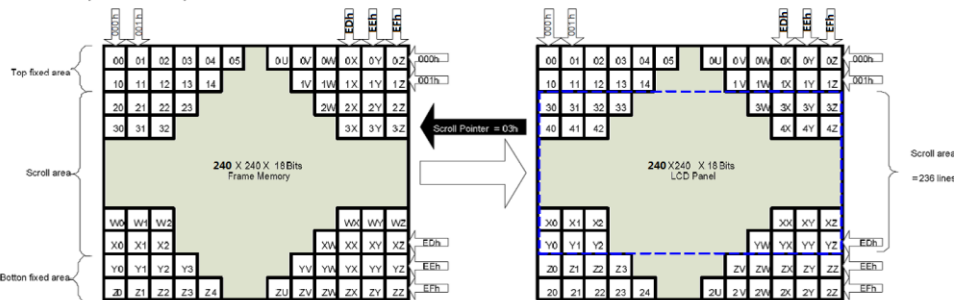 000h 001h EDh EEh EFh
00 01 02 03 04 05 0U 0V 0W 0X 0Y 0Z 000h
Top fixed area
10 11 12 13 14 1V 1W 1X 1Y 1Z 001h
20 21 22 23 2W 2X 2Y 2Z
30 31 32 3X 3Y 3Z
Scroll area
240 X 240 X 18Bits
Frame Memory
W0 W1 W2 WX WY WZ
X0 X1 X2 XW XX XY XZ EDh
Botton fixed area
Y0 Y1 Y2 Y3 YV YW YX YY YZ EEh
Z0 Z1 Z2 Z3 Z4 ZU ZV ZW ZX ZY ZZ EFh
Scroll Pointer = 03h
000h 001h EDh EEh EFh
00 01 02 03 04 05 0U 0V 0W 0X 0Y 0Z 000h
10 11 12 13 14 1V 1W 1X 1Y 1Z 001h
30 31 32 33 3W 3X 3Y 3Z
40 41 42 4X 4Y 4Z
240 X240 X 18Bits
LCD Panel
X0 X1 X2 XX XY XZ
Y0 Y1 Y2 YW YX YY YZ EDh
Z0 Z1 Z2 Z3 ZV ZW ZX ZY ZZ EEh
20 21 22 23 24 2U 2V 2W 2X 2Y 2Z EFh
Scroll area
=236 lines